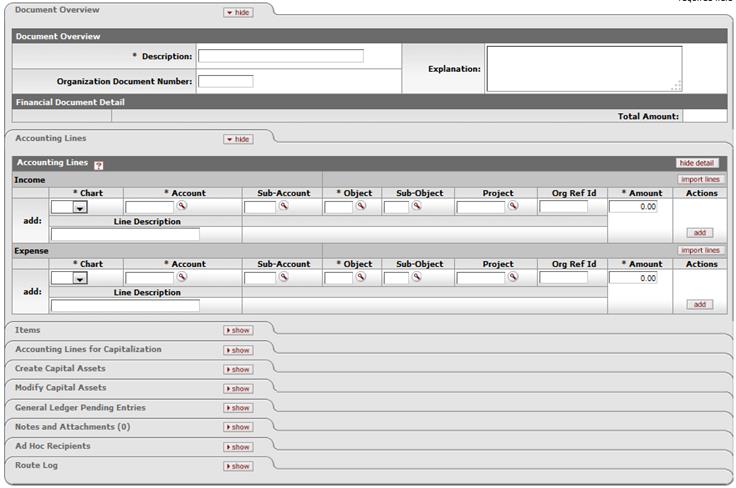 Document Overview hide
Document Overview
* Description: Explanation:
Organization Document Number:
Financial Document Detail
Total Amount:
Accounting Lines hide
Accounting Lines ? hide detail
Income import lines
* Chart * Account Sub-Account * Object Sub-Object Project Org Ref Id * Amount Actions
add: 0.00
Line Description
add
Expense import lines
* Chart * Account Sub-Account * Object Sub-Object Project Org Ref Id * Amount Actions
add: 0.00
Line Description
add
Items show
Accounting Lines for Capitalization show
Create Capital Assets show
Modify Capital Assets show
General Ledger Pending Entries show
Notes and Attachments (0) show
Ad Hoc Recipients show
Route Log show